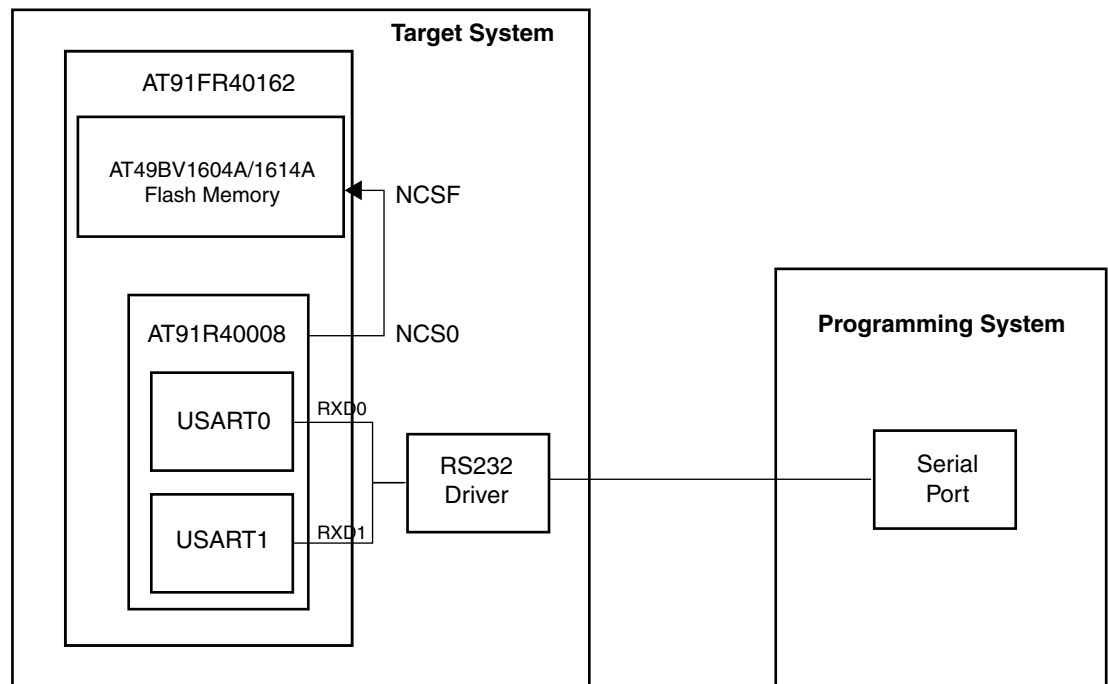 Target System
AT91FR40162
AT49BV1604A/1614A
Flash Memory
NCSF
AT91R40008
NCS0
USART0
RXD0
USART1
RXD1
RS232
Driver
Programming System
Serial
Port